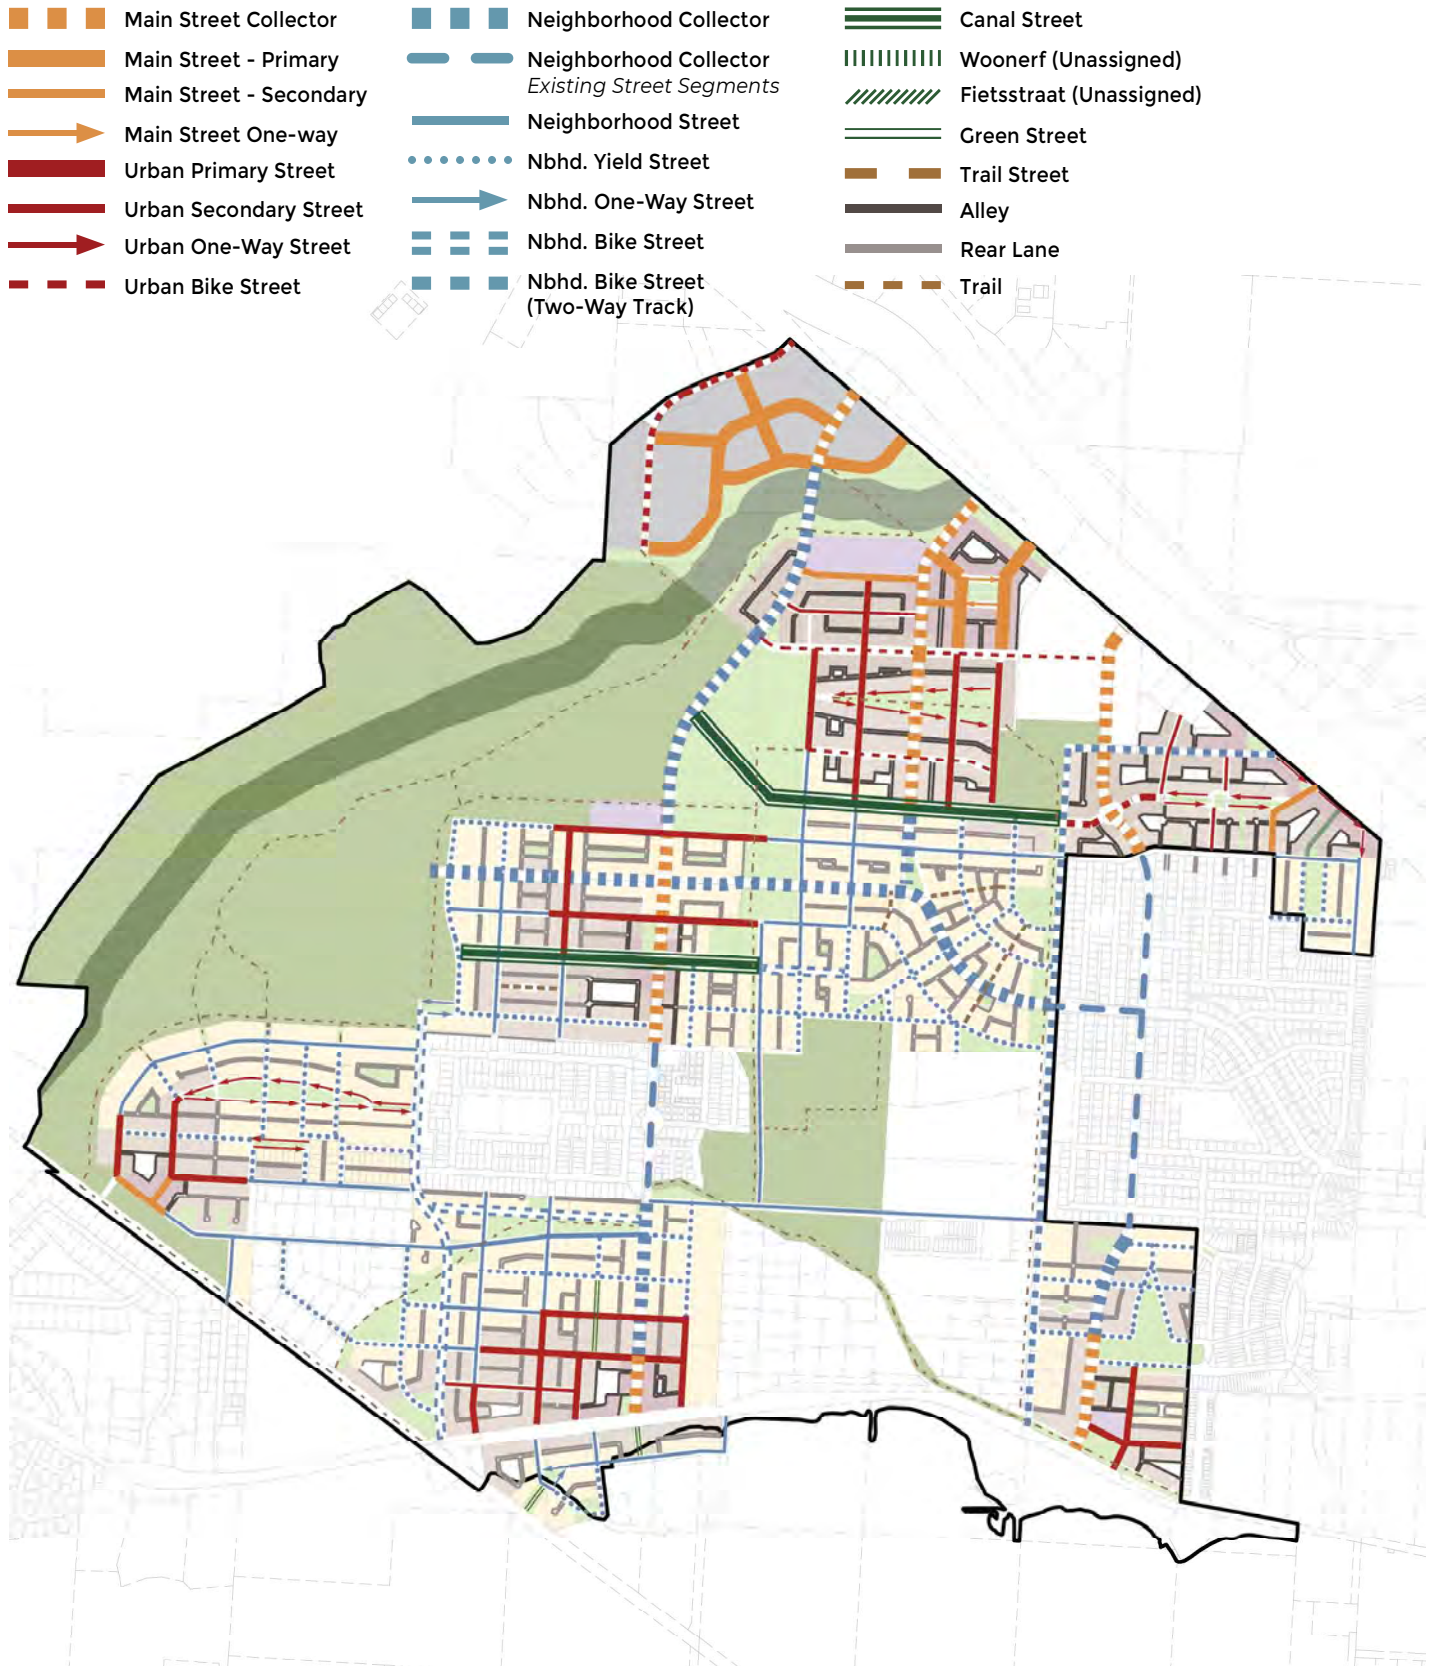 Main Street Collector
Main Street - Primary
Main Street - Secondary
Main Street One-way
Urban Primary Street
Urban Secondary Street
Urban One-Way Street
Urban Bike Street
Neighborhood Collector
Neighborhood Collector
Existing Street Segments
Neighborhood Street
Nbhd. Yield Street
Nbhd. One-Way Street
Nbhd. Bike Street
Nbhd. Bike Street
(Two-Way Track)
Canal Street
Woonerf (Unassigned)
Fietsstraat (Unassigned)
Green Street
Trail Street
Alley
Rear Lane
Trail